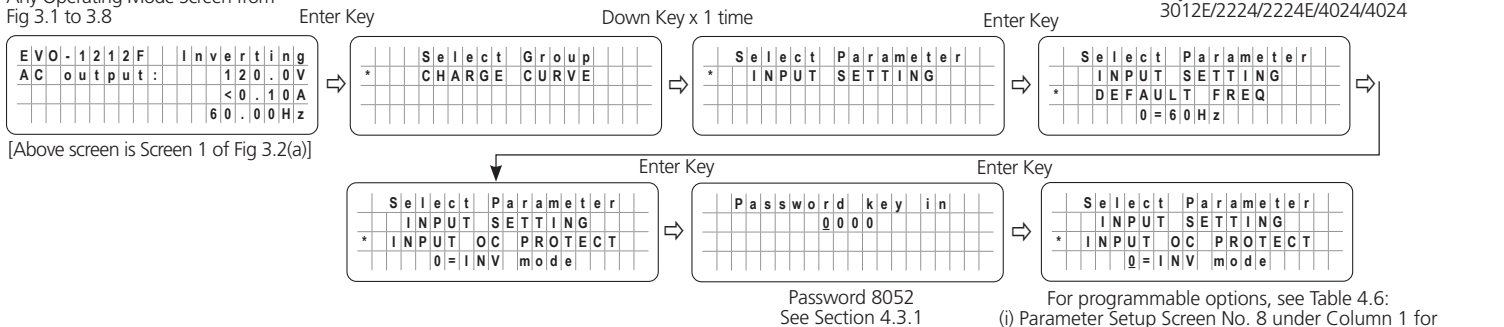 Any Operating Mode Screen from
Fig 3.1 to 3.8
Enter Key
Down Key x 1 time
Enter Key
3012E/2224/2224E/4024/4024
EVO-1212F Inverting
AC output: 120.0V
<0.10A
60.00Hz
[Above screen is Screen 1 of Fig 3.2(a)]
Select Group
* CHARGE CURVE
Select Parameter
* INPUT SETTING
Select Parameter
INPUT SETTING
* DEFAULT FREQ
0=60Hz
Enter Key
Enter Key
Select Parameter
INPUT SETTING
* INPUT OC PROTECT
0=INV mode
Password key in
0000
Password 8052
See Section 4.3.1
Select Parameter
INPUT SETTING
* INPUT OC PROTECT
0=INV mode
For programmable options, see Table 4.6:
(i) Parameter Setup Screen No. 8 under Column 1 for